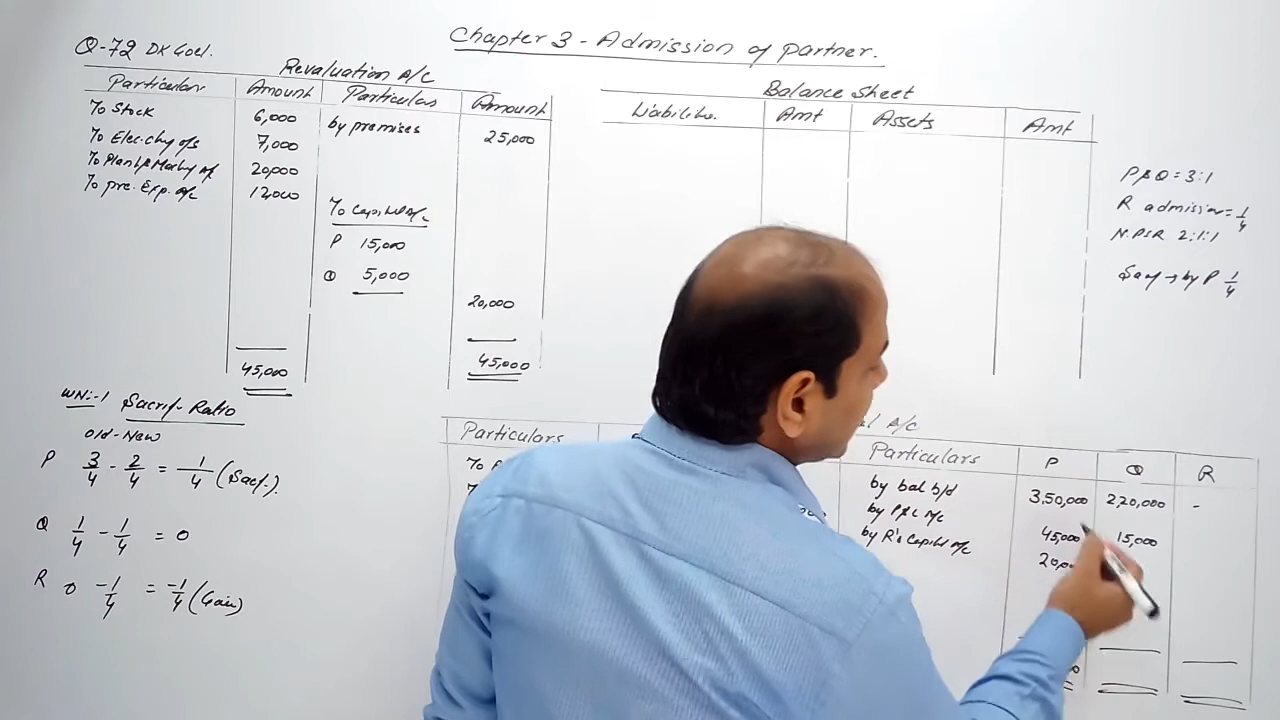 Chapter 3 - Admission of partner.
Q-72 DK Goel.
Revaluation A/C
Particulars Amount Particulars Amount
To Stock 6,000 by premises 25,000
To Elec. chg o/s 7,000
To Plant & Machy A/c 20,000
To pre. Exp. A/c 12,000
To Capital A/c
P 15,000
Q 5,000
20,000
45,000 45,000
Balance Sheet
Liabilitie. Amt Assets Amt
P & Q = 3:1
R admission = 1/4
N.P.S.R 2:1:1
Sacf → by P 1/4
WN:-1 Sacrif. Ratio
Old - New
P 3/4 - 2/4 = 1/4 (Sacf.)
Q 1/4 - 1/4 = 0
R 0 - 1/4 = -1/4 (Gain)
A/C
Particulars Particulars P Q R
To by bal b/d 3,50,000 2,20,000 -
by P&L A/c 45,000 15,000
by R's Capital A/c